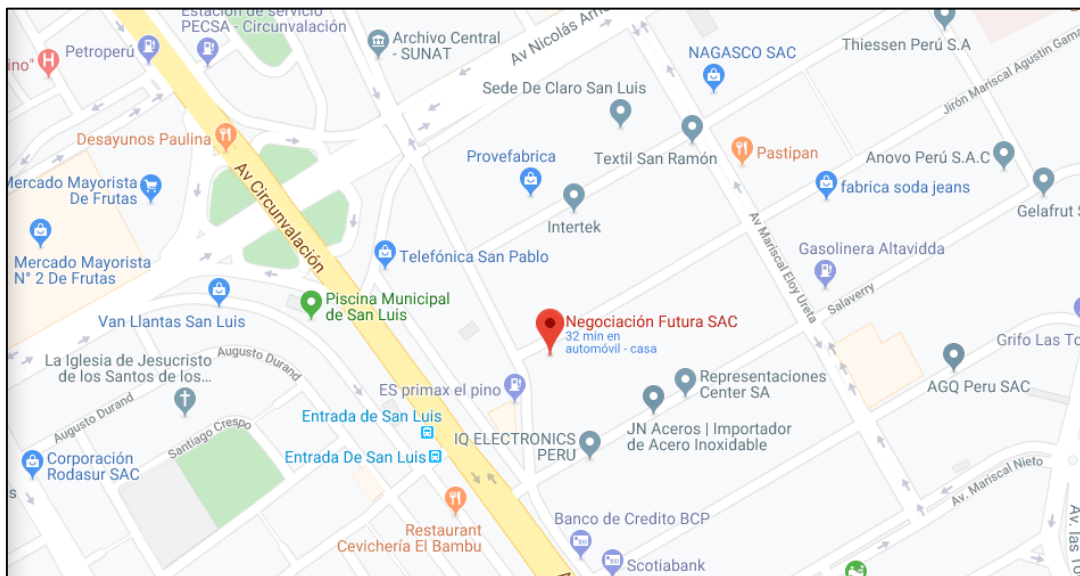 Estación de servicio
PECSA - Circunvalación
Petroperú
ino"
Archivo Central
- SUNAT
Av Nicolás Arri
NAGASCO SAC
Thiessen Perú S.A
Jirón Mariscal Agustín Gama
Sede De Claro San Luis
Desayunos Paulina
Provefabrica
Textil San Ramón
Pastipan
Anovo Perú S.A.C
fabrica soda jeans
Mercado Mayorista
De Frutas
Av Circunvalación
Intertek
Gelafrut S
Av Mariscal Eloy Ureta
Mercado Mayorista
N° 2 De Frutas
Telefónica San Pablo
Gasolinera Altavidda
Salaverry
Piscina Municipal
de San Luis
Van Llantas San Luis
Negociación Futura SAC
32 min en
automóvil - casa
Grifo Las To
La Iglesia de Jesucristo
de los Santos de los...
Augusto Durand
ES primax el pino
Representaciones
Center SA
AGQ Peru SAC
Augusto Durand
Santiago Crespo
Entrada de San Luis
JN Aceros | Importador
de Acero Inoxidable
IQ ELECTRONICS
PERU
Entrada De San Luis
Corporación
Rodasur SAC
s
Av. Mariscal Nieto
Restaurant
Cevichería El Bambu
Banco de Credito BCP
Scotiabank
Av. las To